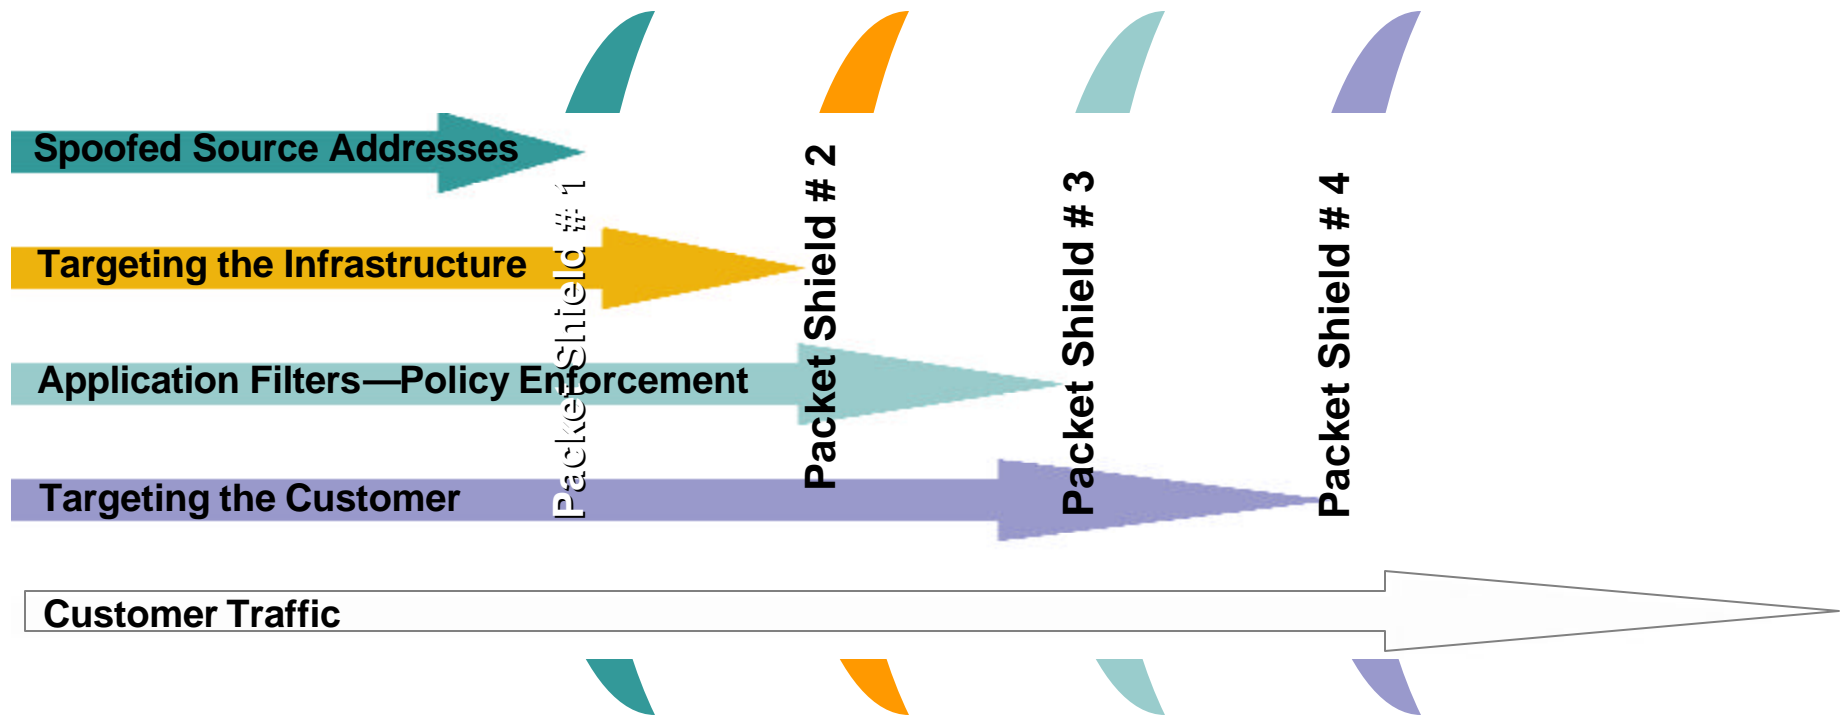 Spoofed Source Addresses
Targeting the Infrastructure
Application Filters—Policy Enforcement
Targeting the Customer
Customer Traffic
Packet Shield # 1
Packet Shield # 2
Packet Shield # 3
Packet Shield # 4